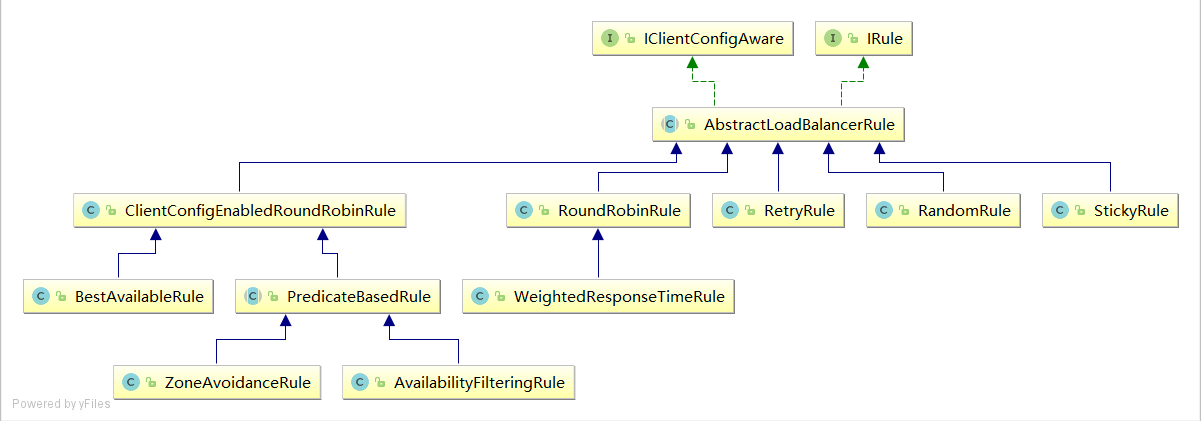 I IClientConfigAware
I IRule
C AbstractLoadBalancerRule
C ClientConfigEnabledRoundRobinRule
C RoundRobinRule
C RetryRule
C RandomRule
C StickyRule
C BestAvailableRule
C PredicateBasedRule
C WeightedResponseTimeRule
C ZoneAvoidanceRule
C AvailabilityFilteringRule
Powered by yFiles